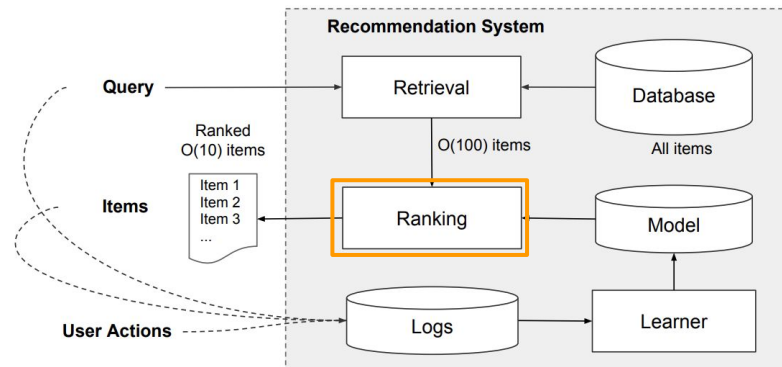 Recommendation System
Query
Retrieval
Database
Ranked
O(10) items
O(100) items
All items
Item 1
Item 2
Item 3
...
Items
Ranking
Model
User Actions
Logs
Learner